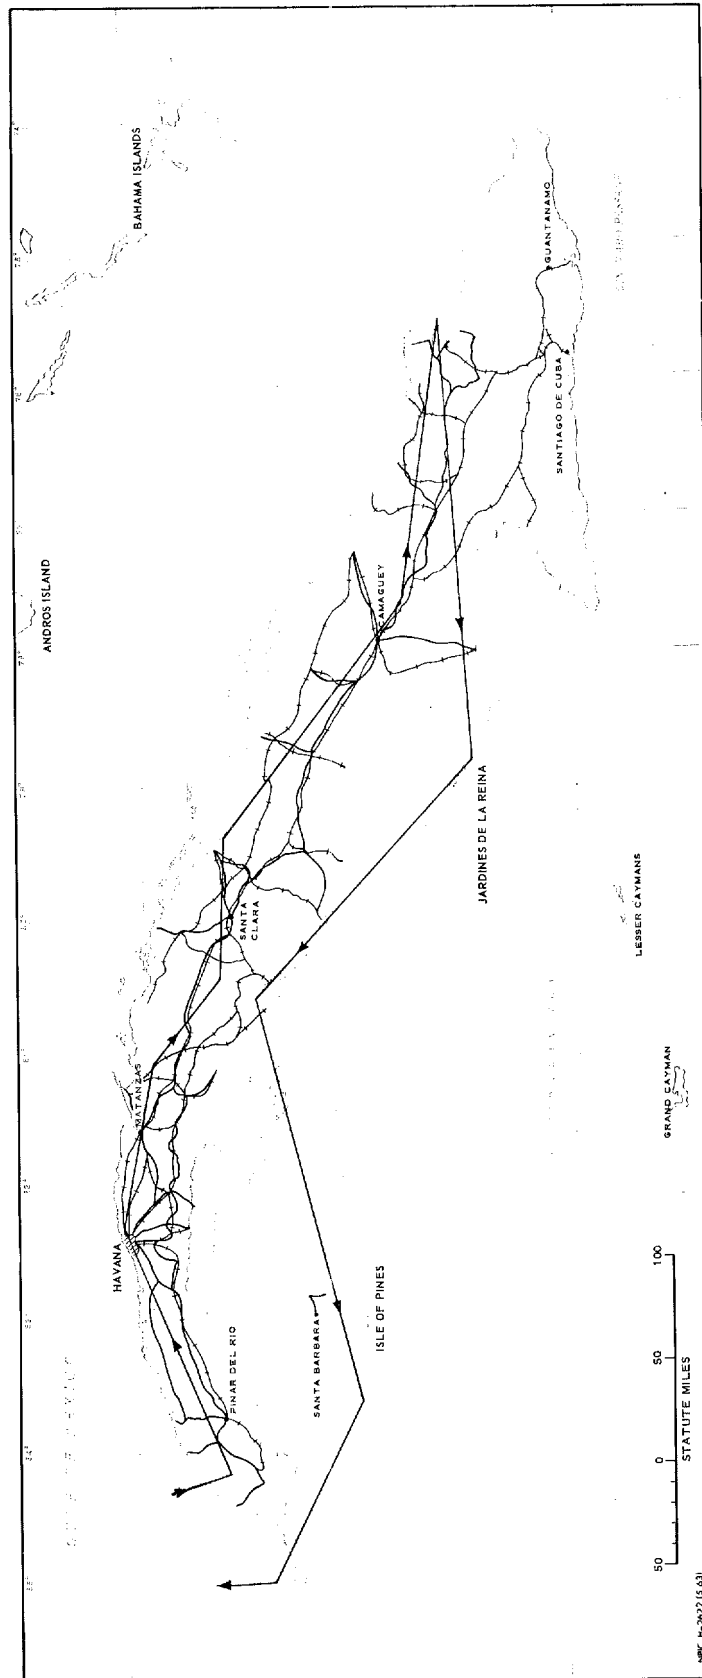 BAHAMA ISLANDS
ANDROS ISLAND
GUANTANAMO
SANTIAGO DE CUBA
CAMAGUEY
JARDINES DE LA REINA
SANTA
CLARA
LESSER CAYMANS
MATANZAS
GRAND CAYMAN
HAVANA
ISLE OF PINES
PINAR DEL RIO
SANTA BARBARA
50 0 50 100
STATUTE MILES